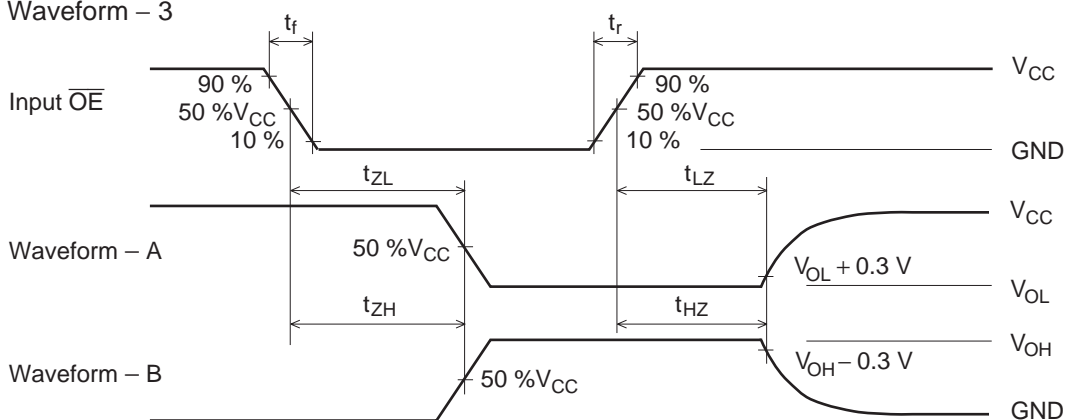 Waveform – 3
t_f
t_r
Input O̅E̅
90 %
50 %V_CC
10 %
90 %
50 %V_CC
10 %
V_CC
GND
t_ZL
t_LZ
Waveform – A
50 %V_CC
V_CC
V_OL + 0.3 V
V_OL
t_ZH
t_HZ
Waveform – B
50 %V_CC
V_OH
V_OH – 0.3 V
GND